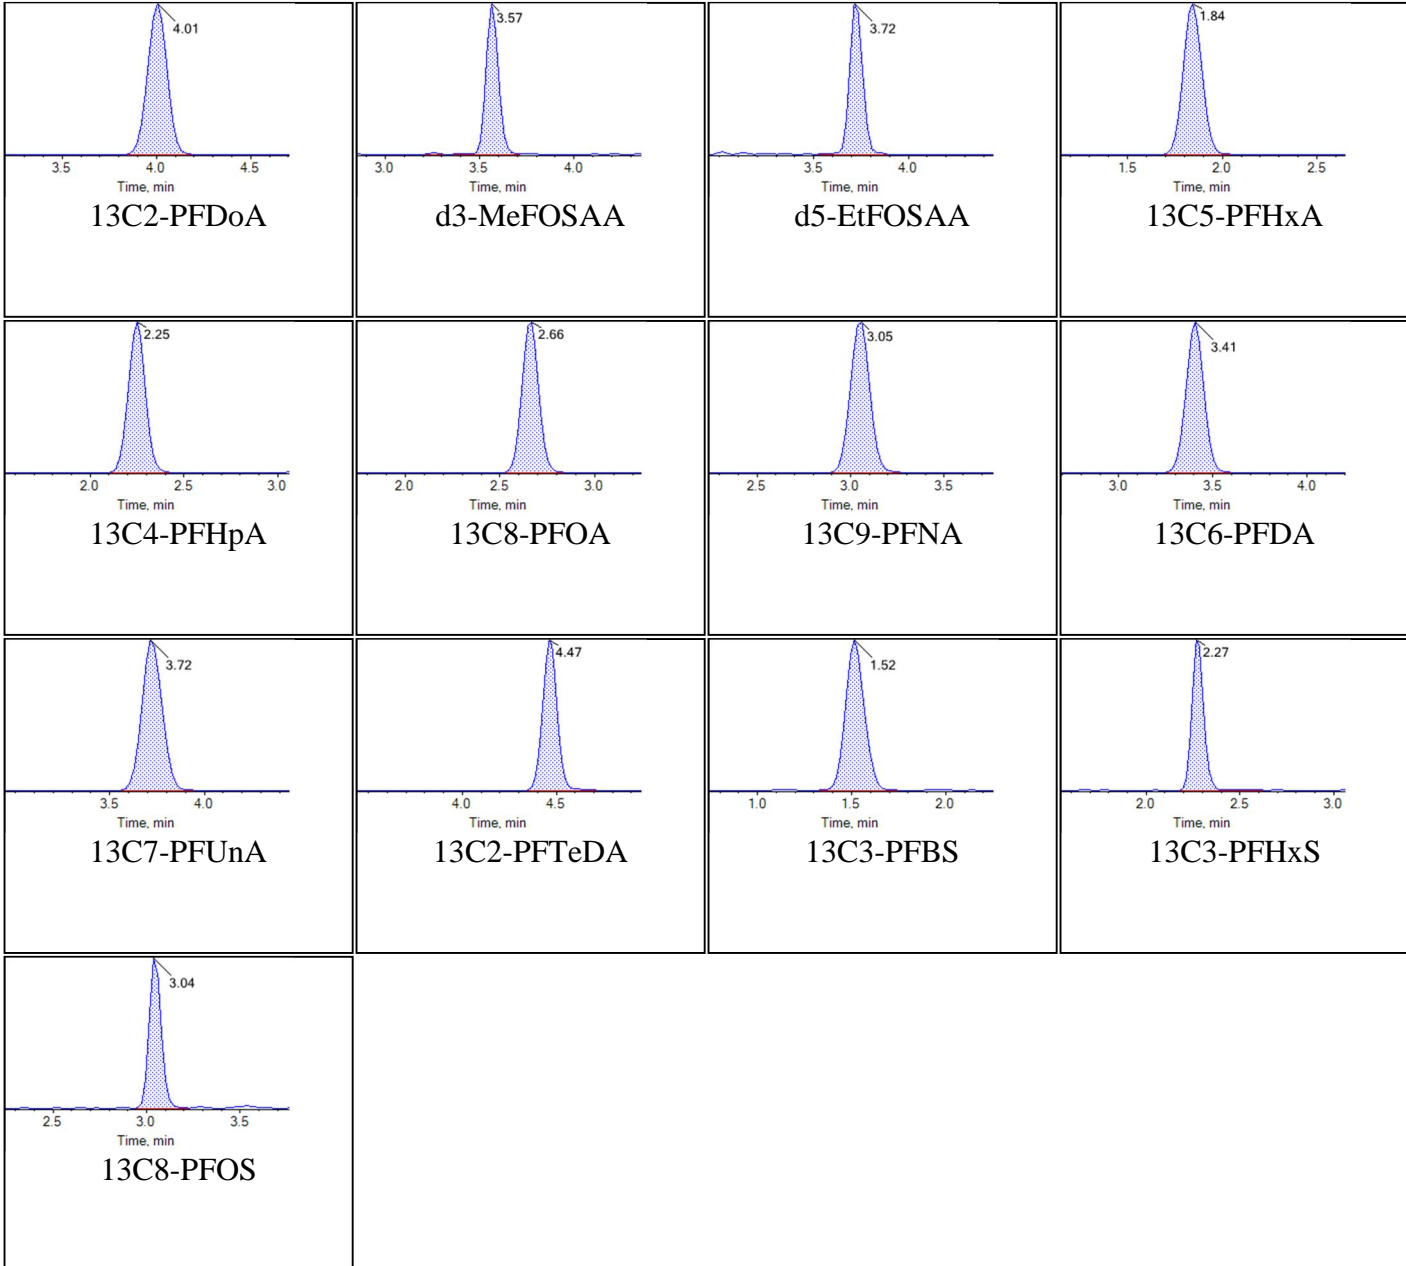 4.01
3.5 4.0 4.5
Time, min
13C2-PFDoA
3.57
3.0 3.5 4.0
Time, min
d3-MeFOSAA
3.72
3.5 4.0
Time, min
d5-EtFOSAA
1.84
1.5 2.0 2.5
Time, min
13C5-PFHxA
2.25
2.0 2.5 3.0
Time, min
13C4-PFHpA
2.66
2.0 2.5 3.0
Time, min
13C8-PFOA
3.05
2.5 3.0 3.5
Time, min
13C9-PFNA
3.41
3.0 3.5 4.0
Time, min
13C6-PFDA
3.72
3.5 4.0
Time, min
13C7-PFUnA
4.47
4.0 4.5
Time, min
13C2-PFTeDA
1.52
1.0 1.5 2.0
Time, min
13C3-PFBS
2.27
2.0 2.5 3.0
Time, min
13C3-PFHxS
3.04
2.5 3.0 3.5
Time, min
13C8-PFOS